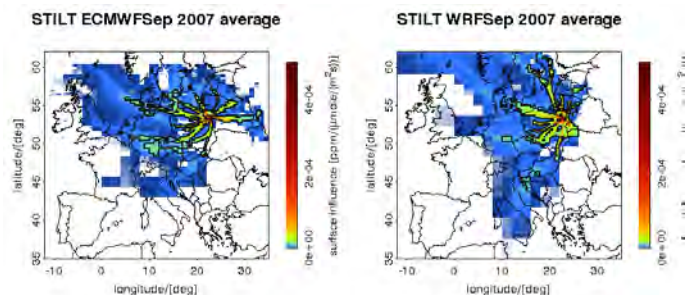 STILT ECMWFSep 2007 average
60
55
50
45
40
35
latitude/[deg]
-10
0
10
20
30
longitude/[deg]
0e+00
2e-04
4e-04
surface influence [ppm/(μmole/(m²s))]
STILT WRFSep 2007 average
60
55
50
45
40
35
latitude/[deg]
-10
0
10
20
30
longitude/[deg]
0e+00
2e-04
4e-04